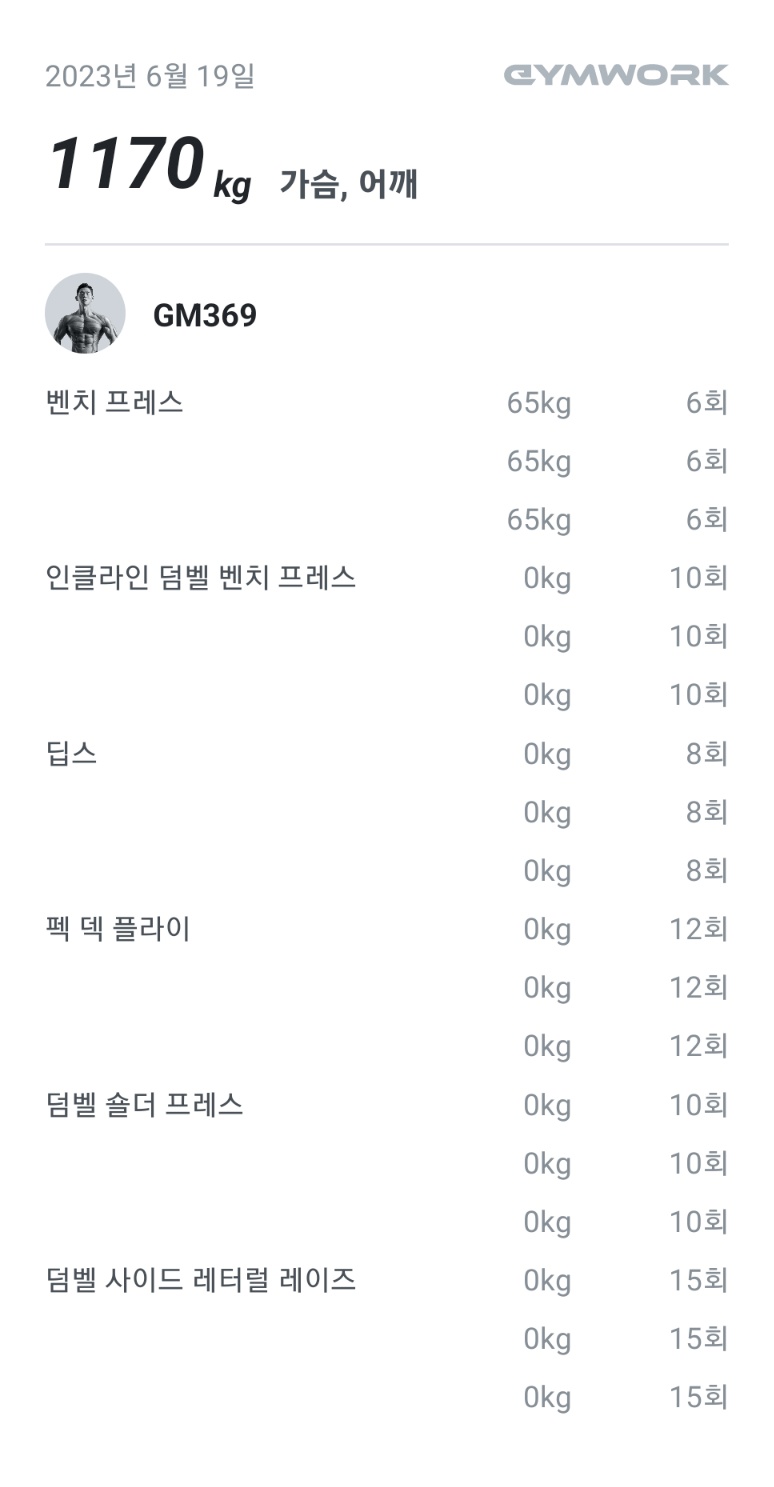 2023년 6월 19일 GYMWORK
1170 kg 가슴, 어깨
GM369
벤치 프레스 65kg 6회
65kg 6회
65kg 6회
인클라인 덤벨 벤치 프레스 0kg 10회
0kg 10회
0kg 10회
딥스 0kg 8회
0kg 8회
0kg 8회
펙 덱 플라이 0kg 12회
0kg 12회
0kg 12회
덤벨 숄더 프레스 0kg 10회
0kg 10회
0kg 10회
덤벨 사이드 레터럴 레이즈 0kg 15회
0kg 15회
0kg 15회